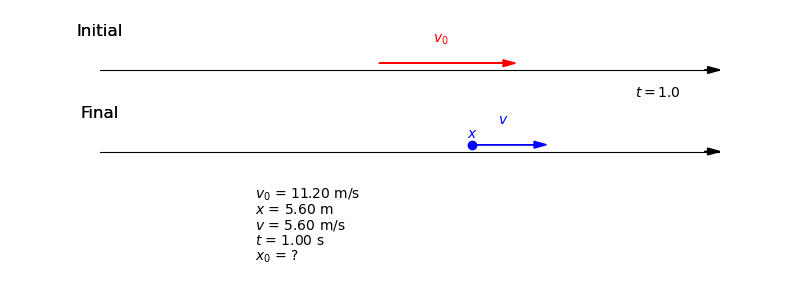 Initial
v₀
t = 1.0
Final
v
x
v₀ = 11.20 m/s
x = 5.60 m
v = 5.60 m/s
t = 1.00 s
x₀ = ?